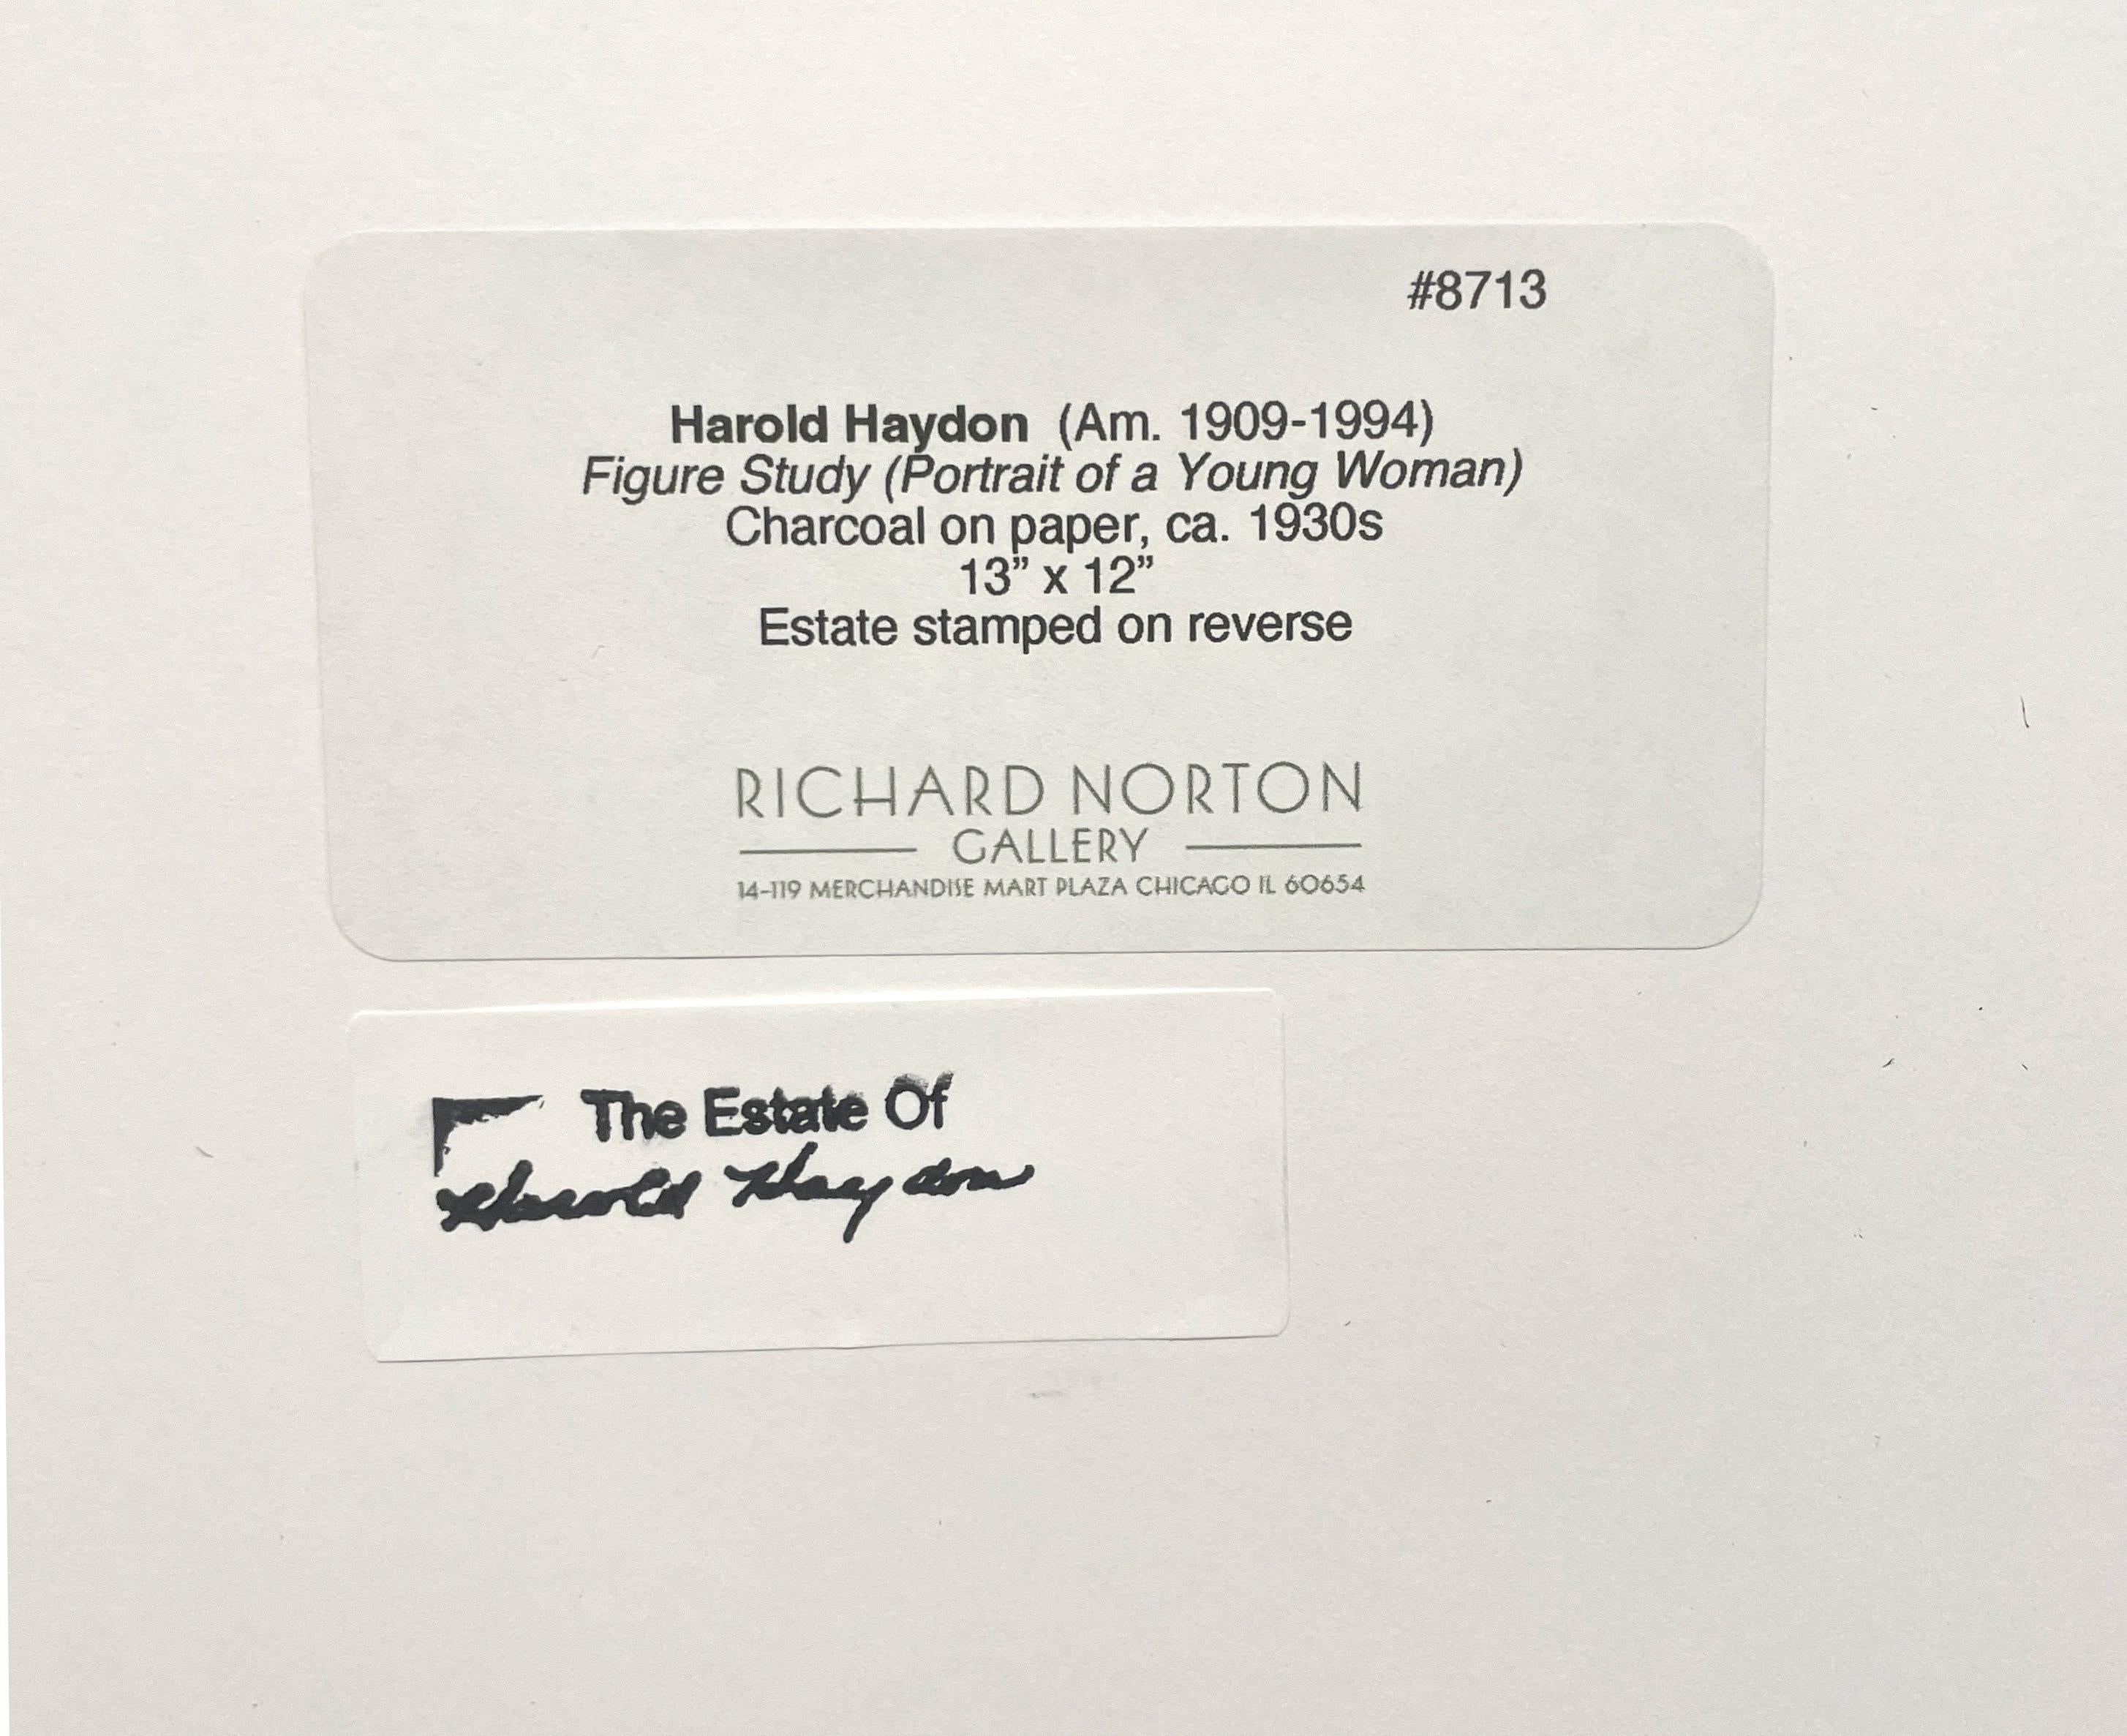 #8713
Harold Haydon (Am. 1909-1994)
Figure Study (Portrait of a Young Woman)
Charcoal on paper, ca. 1930s
13” x 12”
Estate stamped on reverse
RICHARD NORTON
GALLERY
14-119 MERCHANDISE MART PLAZA CHICAGO IL 60654
The Estate Of
Harold Haydon